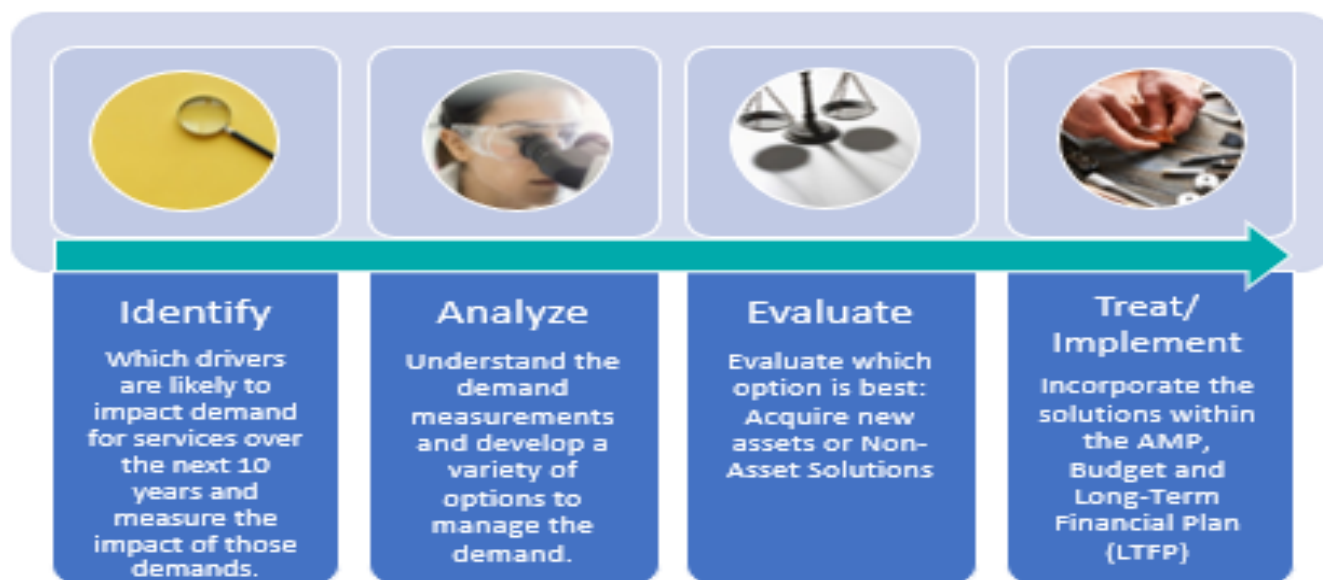 Identify
Which drivers
are likely to
impact demand
for services over
the next 10
years and
measure the
impact of those
demands.
Analyze
Understand the
demand
measurements
and develop a
variety of
options to
manage the
demand.
Evaluate
Evaluate which
option is best:
Acquire new
assets or Non-
Asset Solutions
Treat/
Implement
Incorporate the
solutions within
the AMP,
Budget and
Long-Term
Financial Plan
(LTFP)